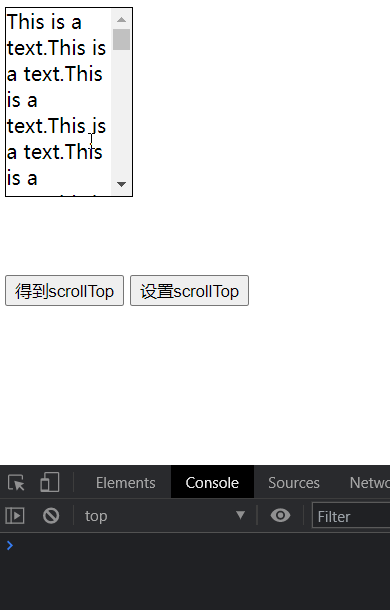 This is a
text.This is
a text.This
is a
text.This is
a text.This
is a
得到scrollTop 设置scrollTop
Elements Console Sources Netwo
top Filter